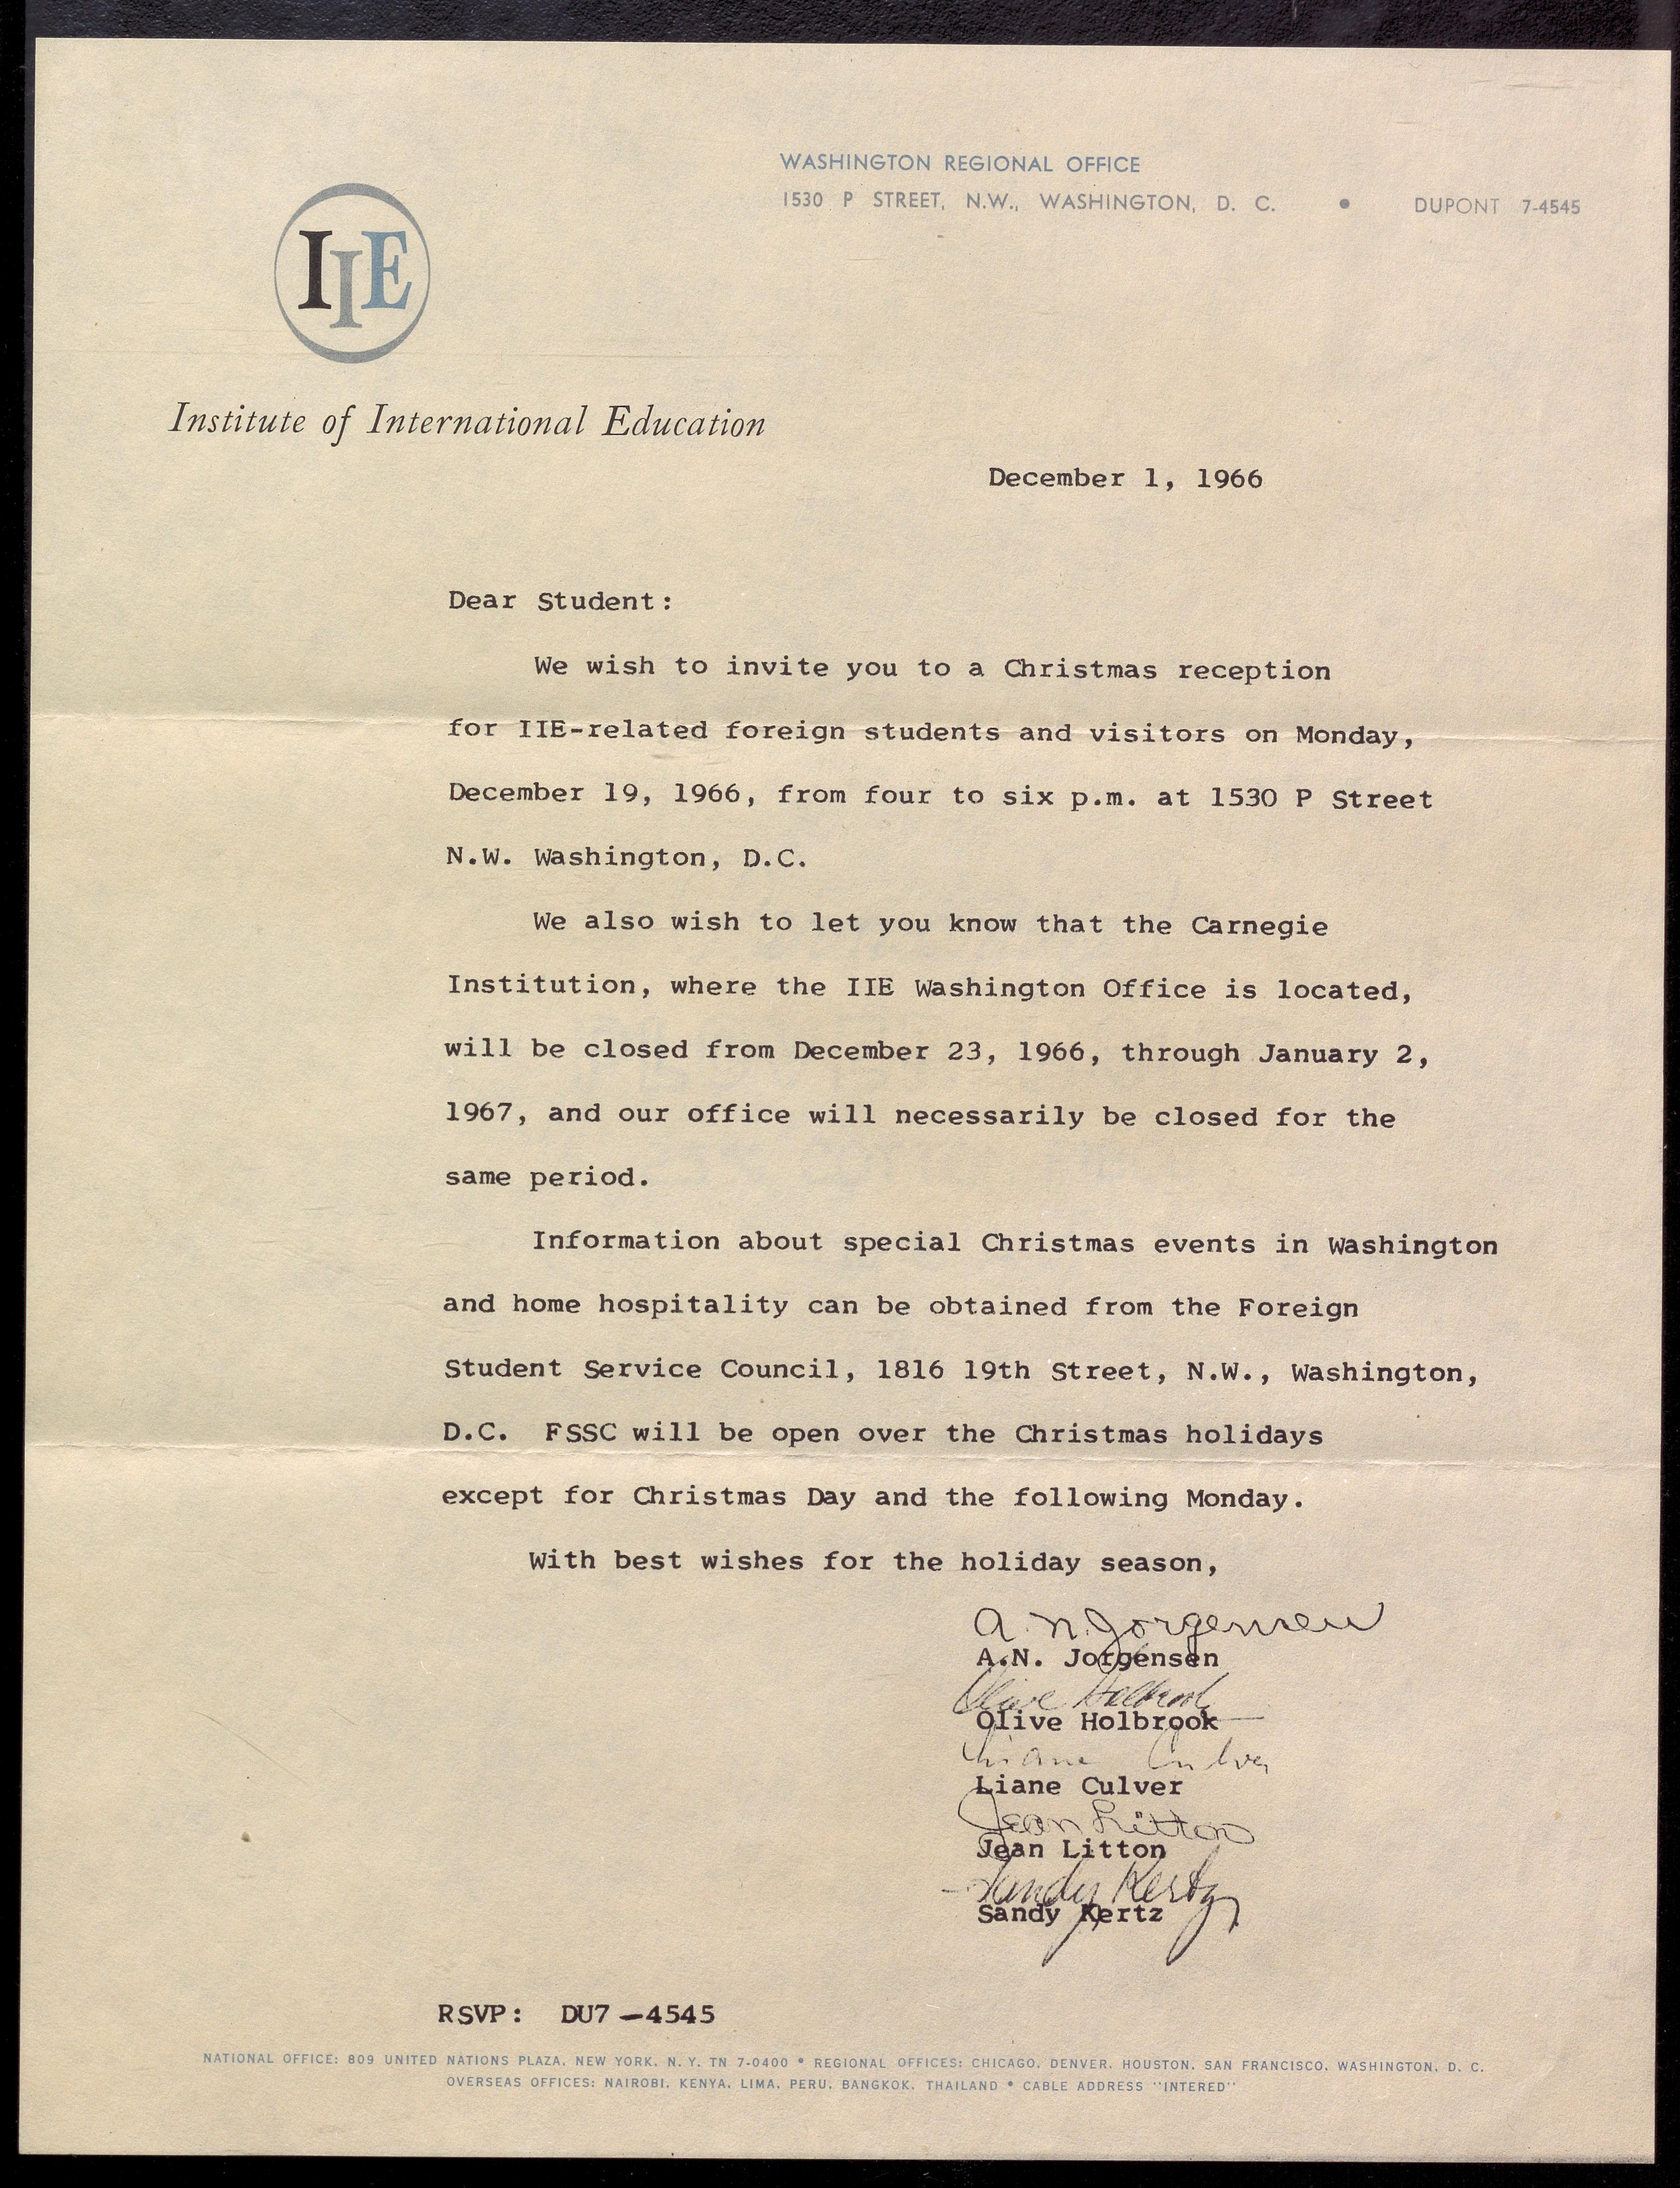 WASHINGTON REGIONAL OFFICE
1530 P STREET, N.W., WASHINGTON, D. C. • DUPONT 7-4545
IIE
Institute of International Education
December 1, 1966
Dear Student:
We wish to invite you to a Christmas reception
for IIE-related foreign students and visitors on Monday,
December 19, 1966, from four to six p.m. at 1530 P Street
N.W. Washington, D.C.
We also wish to let you know that the Carnegie
Institution, where the IIE Washington Office is located,
will be closed from December 23, 1966, through January 2,
1967, and our office will necessarily be closed for the
same period.
Information about special Christmas events in Washington
and home hospitality can be obtained from the Foreign
Student Service Council, 1816 19th Street, N.W., Washington,
D.C. FSSC will be open over the Christmas holidays
except for Christmas Day and the following Monday.
With best wishes for the holiday season,
A. N. Jorgensen
A.N. Jorgensen
Olive Holbrook
Olive Holbrook
Liane Culver
Liane Culver
Jean Litton
Jean Litton
Sandy Kertz
Sandy Kertz
RSVP: DU7-4545
NATIONAL OFFICE: 809 UNITED NATIONS PLAZA, NEW YORK, N. Y. TN 7-0400 • REGIONAL OFFICES: CHICAGO, DENVER, HOUSTON, SAN FRANCISCO, WASHINGTON, D. C.
OVERSEAS OFFICES: NAIROBI, KENYA, LIMA, PERU, BANGKOK, THAILAND • CABLE ADDRESS "INTERED"